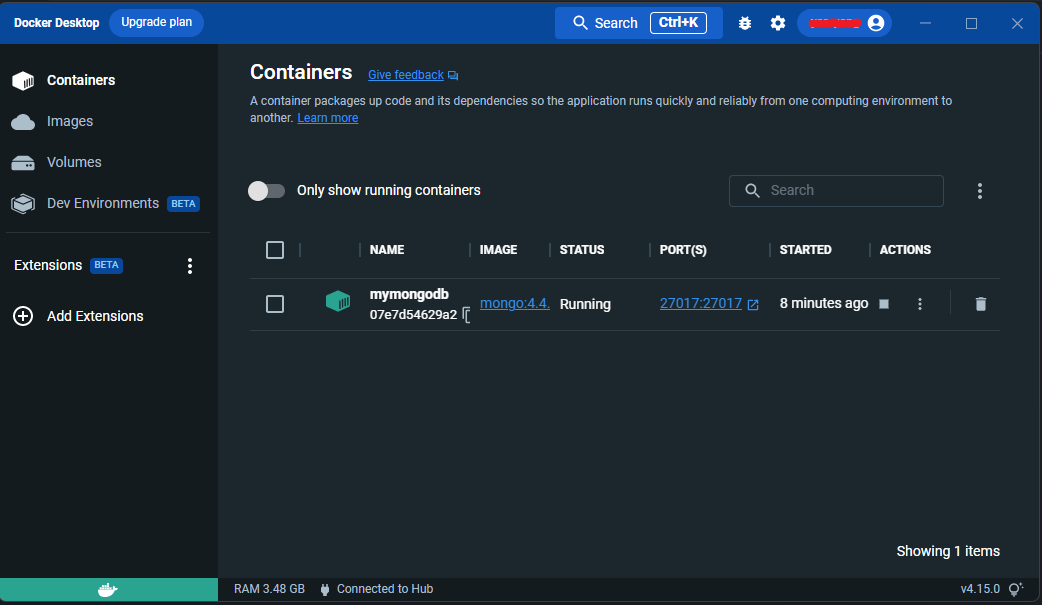 Docker Desktop
Upgrade plan
Search
Ctrl+K
Containers
Images
Volumes
Dev Environments
BETA
Extensions
BETA
Add Extensions
Containers
Give feedback
A container packages up code and its dependencies so the application runs quickly and reliably from one computing environment to
another. Learn more
Only show running containers
Search
NAME
IMAGE
STATUS
PORT(S)
STARTED
ACTIONS
mymongodb
07e7d54629a2
mongo:4.4.
Running
27017:27017
8 minutes ago
Showing 1 items
RAM 3.48 GB
Connected to Hub
v4.15.0